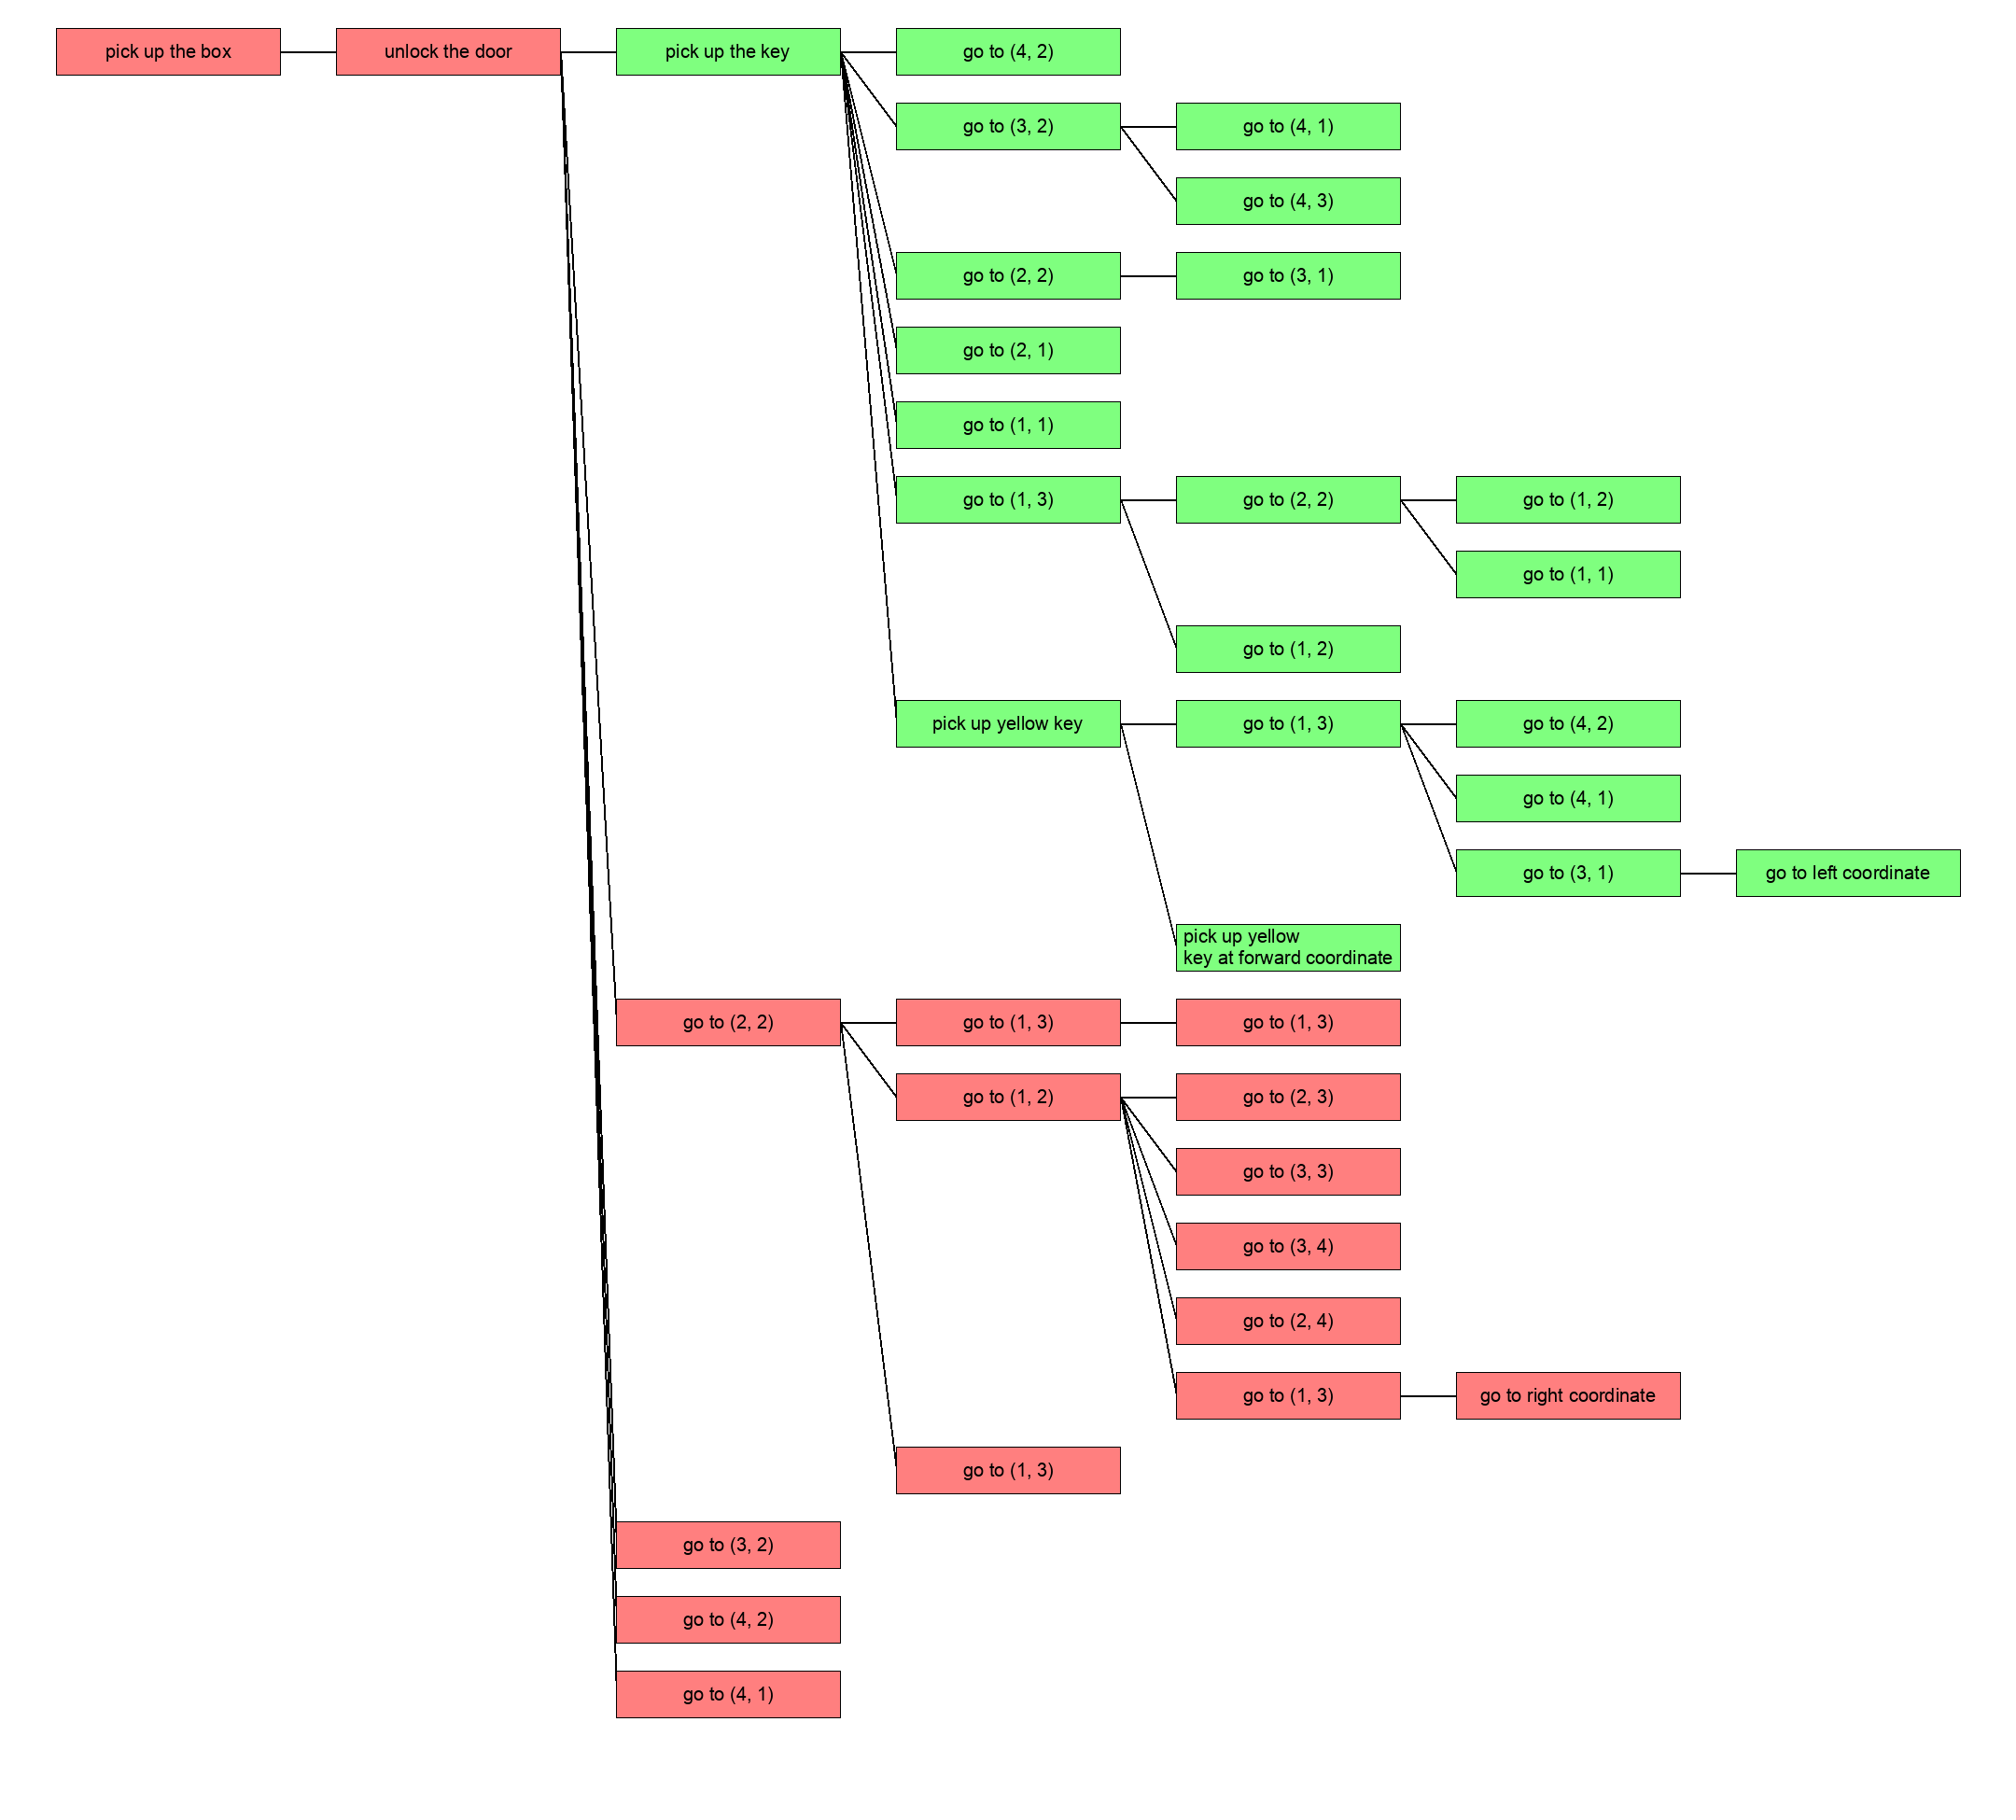 pick up the box
unlock the door
pick up the key
go to (4, 2)
go to (3, 2)
go to (4, 1)
go to (4, 3)
go to (2, 2)
go to (3, 1)
go to (2, 1)
go to (1, 1)
go to (1, 3)
go to (2, 2)
go to (1, 2)
go to (1, 1)
go to (1, 2)
pick up yellow key
go to (1, 3)
go to (4, 2)
go to (4, 1)
go to (3, 1)
go to left coordinate
pick up yellow
key at forward coordinate
go to (2, 2)
go to (1, 3)
go to (1, 3)
go to (1, 2)
go to (2, 3)
go to (3, 3)
go to (3, 4)
go to (2, 4)
go to (1, 3)
go to right coordinate
go to (1, 3)
go to (3, 2)
go to (4, 2)
go to (4, 1)